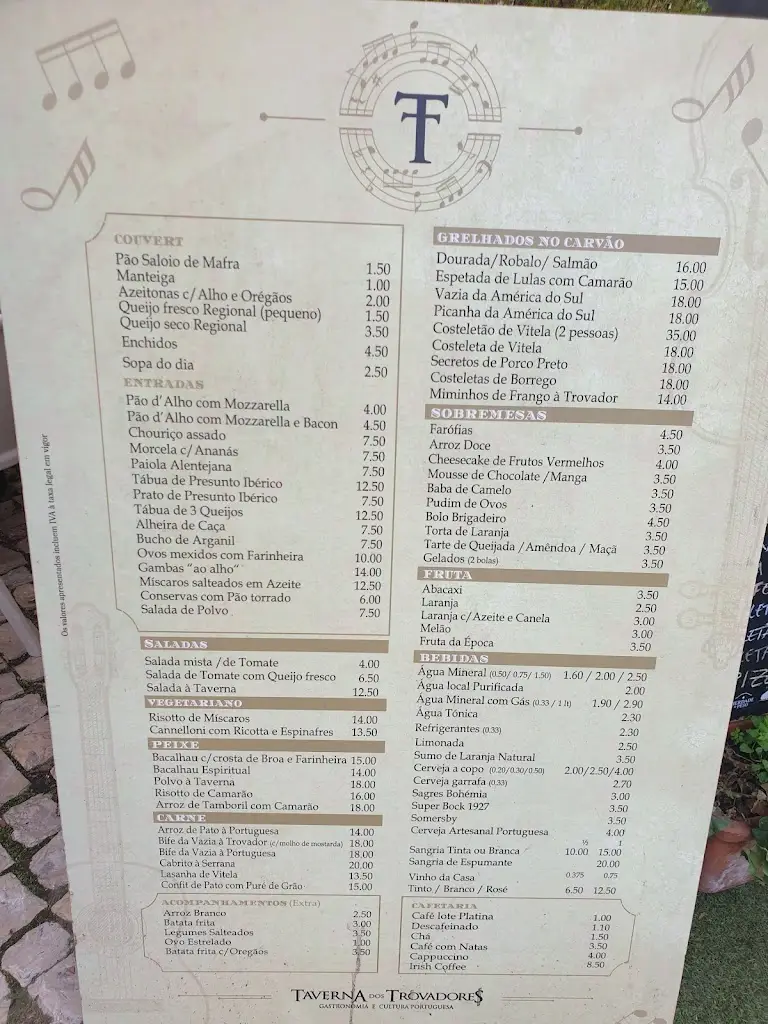 TF
COUVERT
Pão Saloio de Mafra 1.50
Manteiga 1.00
Azeitonas c/Alho e Orégãos 2.00
Queijo fresco Regional (pequeno) 1.50
Queijo seco Regional 3.50
Enchidos 4.50
Sopa do dia 2.50
ENTRADAS
Pão d'Alho com Mozzarella 4.00
Pão d'Alho com Mozzarella e Bacon 4.50
Chouriço assado 7.50
Morcela c/Ananás 7.50
Paiola Alentejana 7.50
Tábua de Presunto Ibérico 12.50
Prato de Presunto Ibérico 7.50
Tábua de 3 Queijos 12.50
Alheira de Caça 7.50
Bucho de Arganil 7.50
Ovos mexidos com Farinheira 10.00
Gambas "ao alho" 14.00
Míscaros salteados em Azeite 12.50
Conservas com Pão torrado 6.00
Salada de Polvo 7.50
SALADAS
Salada mista /de Tomate 4.00
Salada de Tomate com Queijo fresco 6.50
Salada à Taverna 12.50
VEGETARIANO
Risotto de Míscaros 14.00
Cannelloni com Ricotta e Espinafres 13.50
PEIXE
Bacalhau c/crosta de Broa e Farinheira 15.00
Bacalhau Espiritual 14.00
Polvo à Taverna 18.00
Risotto de Camarão 16.00
Arroz de Tamboril com Camarão 18.00
CARNE
Arroz de Pato à Portuguesa 14.00
Bife da Vazia à Trovador (c/molho de mostarda) 18.00
Bife da Vazia à Portuguesa 18.00
Cabrito à Serrana 20.00
Lasanha de Vitela 13.50
Confit de Pato com Puré de Grão 15.00
ACOMPANHAMENTOS (Extra)
Arroz Branco 2.50
Batata frita 3.00
Legumes Salteados 3.50
Ovo Estrelado 1.00
Batata frita c/Oregãos 3.50
Os valores apresentados incluem IVA à taxa legal em vigor
GRELHADOS NO CARVÃO
Dourada/Robalo/ Salmão 16.00
Espetada de Lulas com Camarão 15.00
Vazia da América do Sul 18.00
Picanha da América do Sul 18.00
Costeletão de Vitela (2 pessoas) 35.00
Costeleta de Vitela 18.00
Secretos de Porco Preto 18.00
Costeletas de Borrego 18.00
Miminhos de Frango à Trovador 14.00
SOBREMESAS
Farófias 4.50
Arroz Doce 3.50
Cheesecake de Frutos Vermelhos 4.00
Mousse de Chocolate /Manga 3.50
Baba de Camelo 3.50
Pudim de Ovos 3.50
Bolo Brigadeiro 4.50
Torta de Laranja 3.50
Tarte de Queijada /Amêndoa / Maçã 3.50
Gelados (2 bolas) 3.50
FRUTA
Abacaxi 3.50
Laranja 2.50
Laranja c/Azeite e Canela 3.00
Melão 3.00
Fruta da Época 3.50
BEBIDAS
Água Mineral (0.50/ 0.75/ 1.50) 1.60 / 2.00 / 2.50
Água local Purificada 2.00
Água Mineral com Gás (0.33 / 1 lt) 1.90 / 2.90
Água Tónica 2.30
Refrigerantes (0.33) 2.30
Limonada 2.50
Sumo de Laranja Natural 3.50
Cerveja a copo (0.20/0.30/0.50) 2.00/2.50/4.00
Cerveja garrafa (0.33) 2.70
Sagres Bohémia 3.00
Super Bock 1927 3.50
Somersby 3.50
Cerveja Artesanal Portuguesa 4.00
½ 1
Sangria Tinta ou Branca 10.00 15.00
Sangria de Espumante 20.00
Vinho da Casa 0.375 0.75
Tinto / Branco / Rosé 6.50 12.50
CAFETARIA
Café lote Platina 1.00
Descafeinado 1.10
Chá 1.50
Café com Natas 3.50
Cappuccino 4.00
Irish Coffee 8.50
TAVERNA DOS TROVADORES
GASTRONOMIA E CULTURA PORTUGUESA